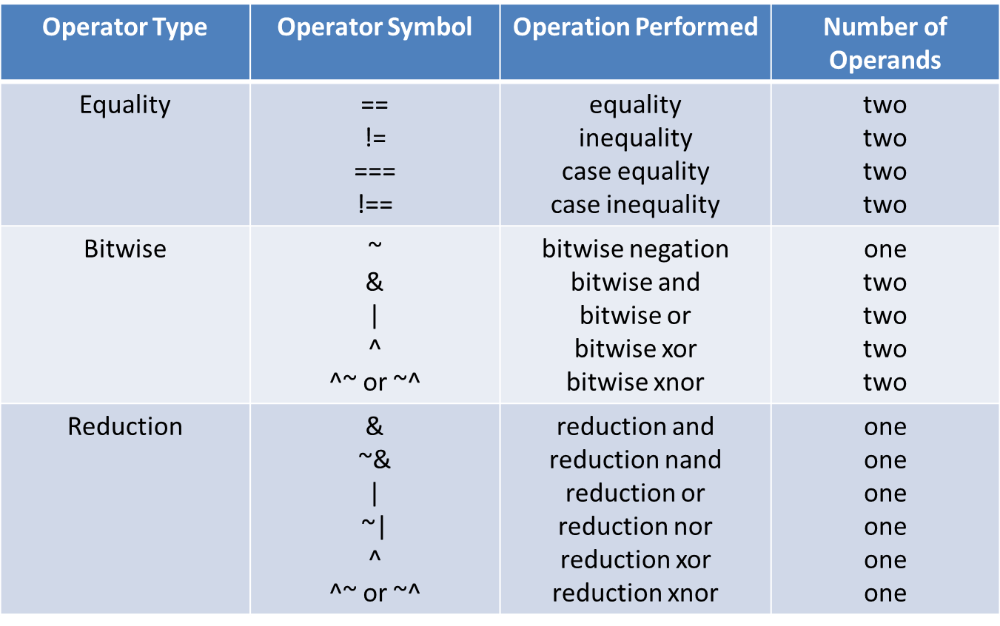 Operator Type Operator Symbol Operation Performed Number of
Operands
Equality == equality two
!= inequality two
=== case equality two
!== case inequality two
Bitwise ~ bitwise negation one
& bitwise and two
| bitwise or two
^ bitwise xor two
^~ or ~^ bitwise xnor two
Reduction & reduction and one
~& reduction nand one
| reduction or one
~| reduction nor one
^ reduction xor one
^~ or ~^ reduction xnor one